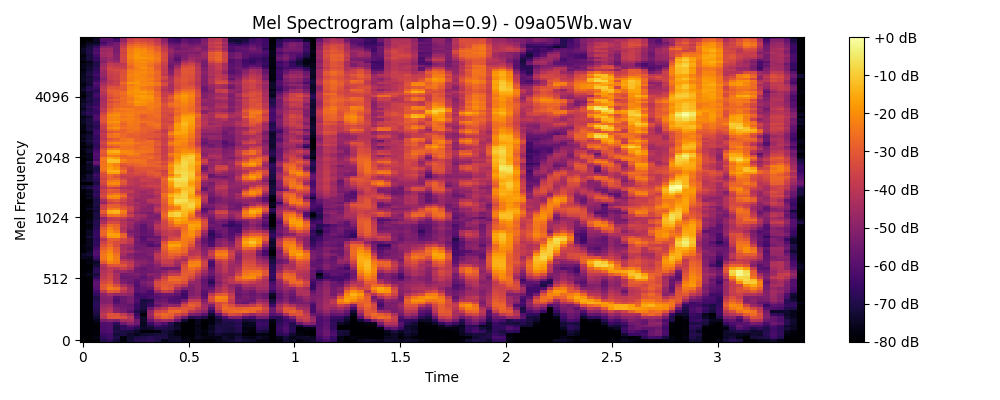 Mel Spectrogram (alpha=0.9) - 09a05Wb.wav
Mel Frequency
4096
2048
1024
512
0
0
0.5
1
1.5
2
2.5
3
Time
+0 dB
-10 dB
-20 dB
-30 dB
-40 dB
-50 dB
-60 dB
-70 dB
-80 dB